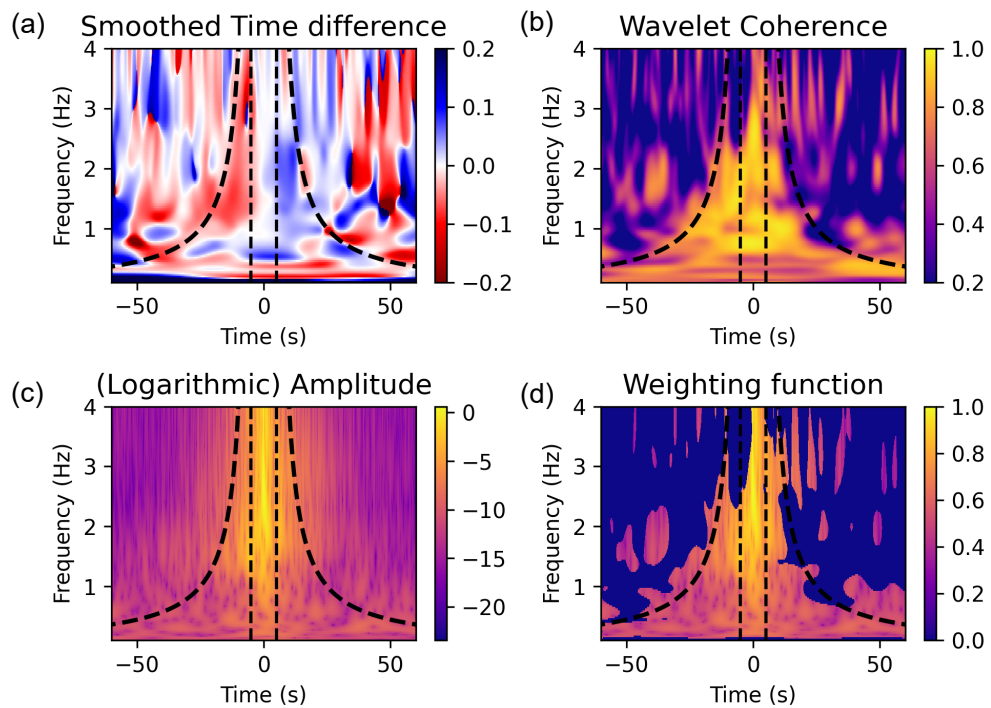 (a) Smoothed Time difference
4
3
2
1
Frequency (Hz)
−50 0 50
Time (s)
0.2
0.1
0.0
−0.1
−0.2
(b) Wavelet Coherence
4
3
2
1
Frequency (Hz)
−50 0 50
Time (s)
1.0
0.8
0.6
0.4
0.2
(c) (Logarithmic) Amplitude
4
3
2
1
Frequency (Hz)
−50 0 50
Time (s)
0
−5
−10
−15
−20
(d) Weighting function
4
3
2
1
Frequency (Hz)
−50 0 50
Time (s)
1.0
0.8
0.6
0.4
0.2
0.0